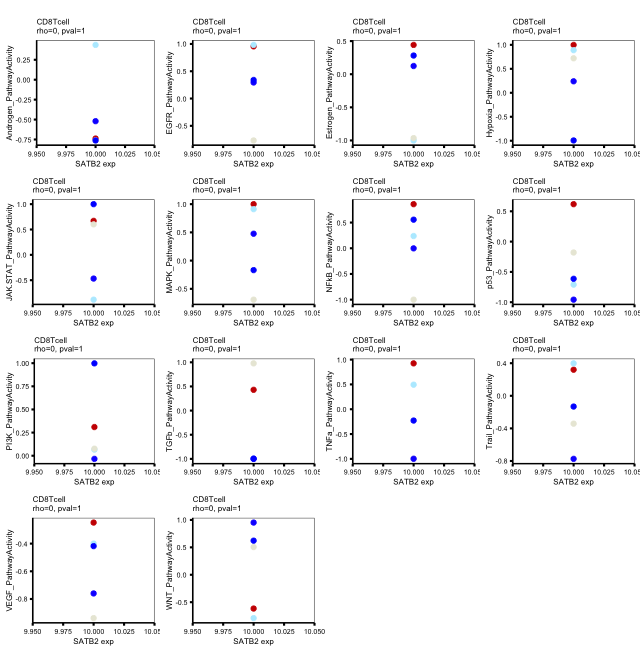 CD8Tcell
rho=0, pval=1
Androgen_PathwayActivity
0.25
0.00
-0.25
-0.50
-0.75
9.950 9.975 10.000 10.025 10.05
SATB2 exp
CD8Tcell
rho=0, pval=1
EGFR_PathwayActivity
1.0
0.5
0.0
-0.5
9.950 9.975 10.000 10.025 10.05
SATB2 exp
CD8Tcell
rho=0, pval=1
Estrogen_PathwayActivity
0.5
0.0
-0.5
-1.0
9.950 9.975 10.000 10.025 10.05
SATB2 exp
CD8Tcell
rho=0, pval=1
Hypoxia_PathwayActivity
1.0
0.5
0.0
-0.5
-1.0
9.950 9.975 10.000 10.025 10.05
SATB2 exp
CD8Tcell
rho=0, pval=1
JAK.STAT_PathwayActivity
1.0
0.5
0.0
-0.5
9.950 9.975 10.000 10.025 10.05
SATB2 exp
CD8Tcell
rho=0, pval=1
MAPK_PathwayActivity
1.0
0.5
0.0
-0.5
9.950 9.975 10.000 10.025 10.05
SATB2 exp
CD8Tcell
rho=0, pval=1
NFkB_PathwayActivity
0.5
0.0
-0.5
-1.0
9.950 9.975 10.000 10.025 10.05
SATB2 exp
CD8Tcell
rho=0, pval=1
p53_PathwayActivity
0.5
0.0
-0.5
-1.0
9.950 9.975 10.000 10.025 10.05
SATB2 exp
CD8Tcell
rho=0, pval=1
PI3K_PathwayActivity
1.00
0.75
0.50
0.25
0.00
9.950 9.975 10.000 10.025 10.05
SATB2 exp
CD8Tcell
rho=0, pval=1
TGFb_PathwayActivity
1.0
0.5
0.0
-0.5
-1.0
9.950 9.975 10.000 10.025 10.05
SATB2 exp
CD8Tcell
rho=0, pval=1
TNFa_PathwayActivity
1.0
0.5
0.0
-0.5
-1.0
9.950 9.975 10.000 10.025 10.05
SATB2 exp
CD8Tcell
rho=0, pval=1
Trail_PathwayActivity
0.4
0.0
-0.4
-0.8
9.950 9.975 10.000 10.025 10.05
SATB2 exp
CD8Tcell
rho=0, pval=1
VEGF_PathwayActivity
-0.4
-0.6
-0.8
9.950 9.975 10.000 10.025 10.05
SATB2 exp
CD8Tcell
rho=0, pval=1
WNT_PathwayActivity
1.0
0.5
0.0
-0.5
9.950 9.975 10.000 10.025 10.050
SATB2 exp